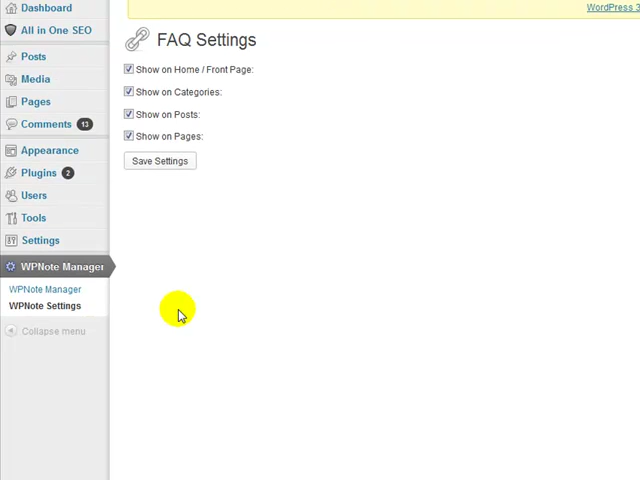 Dashboard
WordPress 3
All in One SEO
FAQ Settings
Posts
Show on Home / Front Page:
Media
Show on Categories:
Pages
Show on Posts:
Comments 13
Show on Pages:
Appearance
Save Settings
Plugins 2
Users
Tools
Settings
WPNote Manager
WPNote Manager
WPNote Settings
Collapse menu